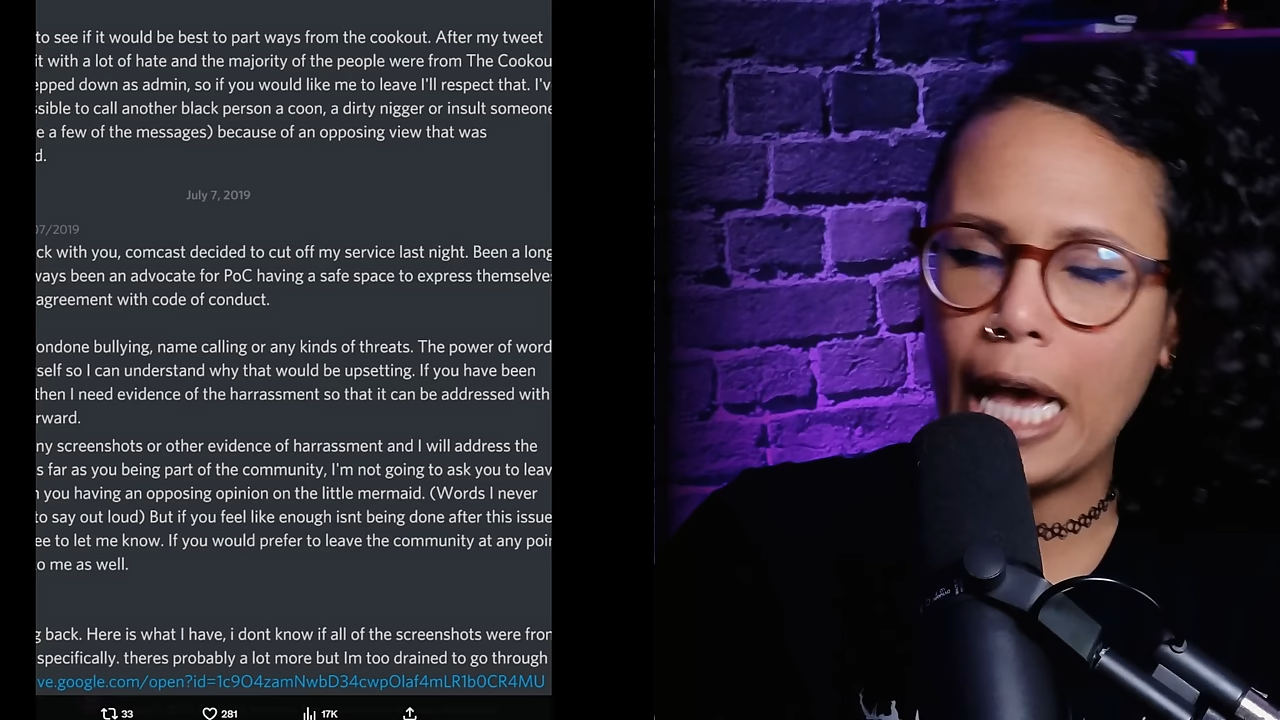 to see if it would be best to part ways from the cookout. After my tweet
it with a lot of hate and the majority of the people were from The Cookou
epped down as admin, so if you would like me to leave I'll respect that. I'v
ssible to call another black person a coon, a dirty nigger or insult someone
e a few of the messages) because of an opposing view that was
d.
July 7, 2019
07/2019
ck with you, comcast decided to cut off my service last night. Been a long
ways been an advocate for PoC having a safe space to express themselve
agreement with code of conduct.
ondone bullying, name calling or any kinds of threats. The power of word
self so I can understand why that would be upsetting. If you have been
then I need evidence of the harrassment so that it can be addressed with
rward.
ny screenshots or other evidence of harrassment and I will address the
s far as you being part of the community, I'm not going to ask you to leav
n you having an opposing opinion on the little mermaid. (Words I never
to say out loud) But if you feel like enough isnt being done after this issue
ee to let me know. If you would prefer to leave the community at any poin
o me as well.
g back. Here is what I have, i dont know if all of the screenshots were fron
specifically. theres probably a lot more but Im too drained to go through
ve.google.com/open?id=1c9O4zamNwbD34cwpOlaf4mLR1b0CR4MU
33 281 17K